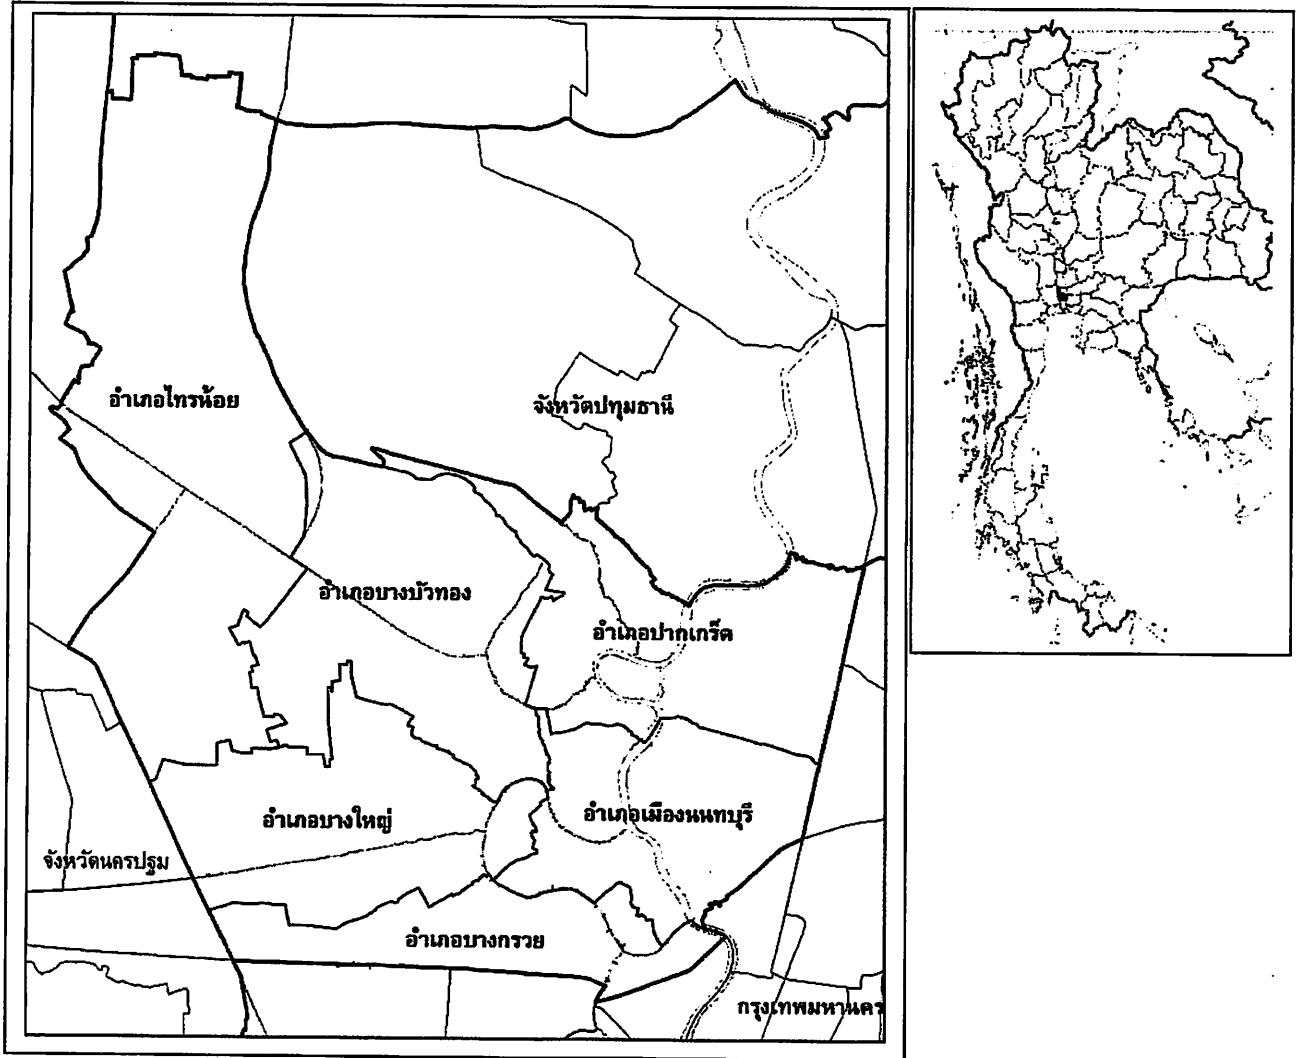 อำเภอไทรน้อย
จังหวัดปทุมธานี
อำเภอบางบัวทอง
อำเภอปากเกร็ด
อำเภอบางใหญ่
อำเภอเมืองนนทบุรี
จังหวัดนครปฐม
อำเภอบางกรวย
กรุงเทพมหานคร